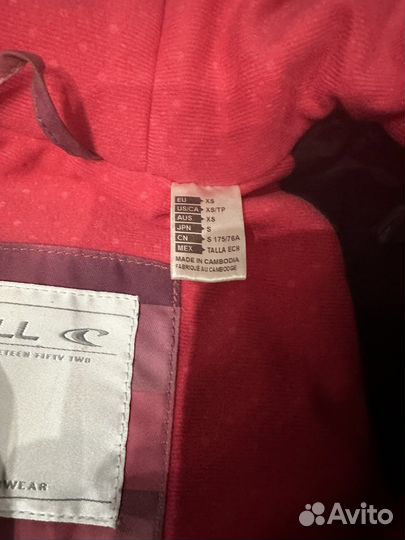 EU XS
US/CA XS/TP
AUS XS
JPN S
CN S 175/76A
MEX TALLA ECH
MADE IN CAMBODIA
FABRIQUÉ AU CAMBODGE
LL
ETEEN FIFTY TWO
WEAR
Avito